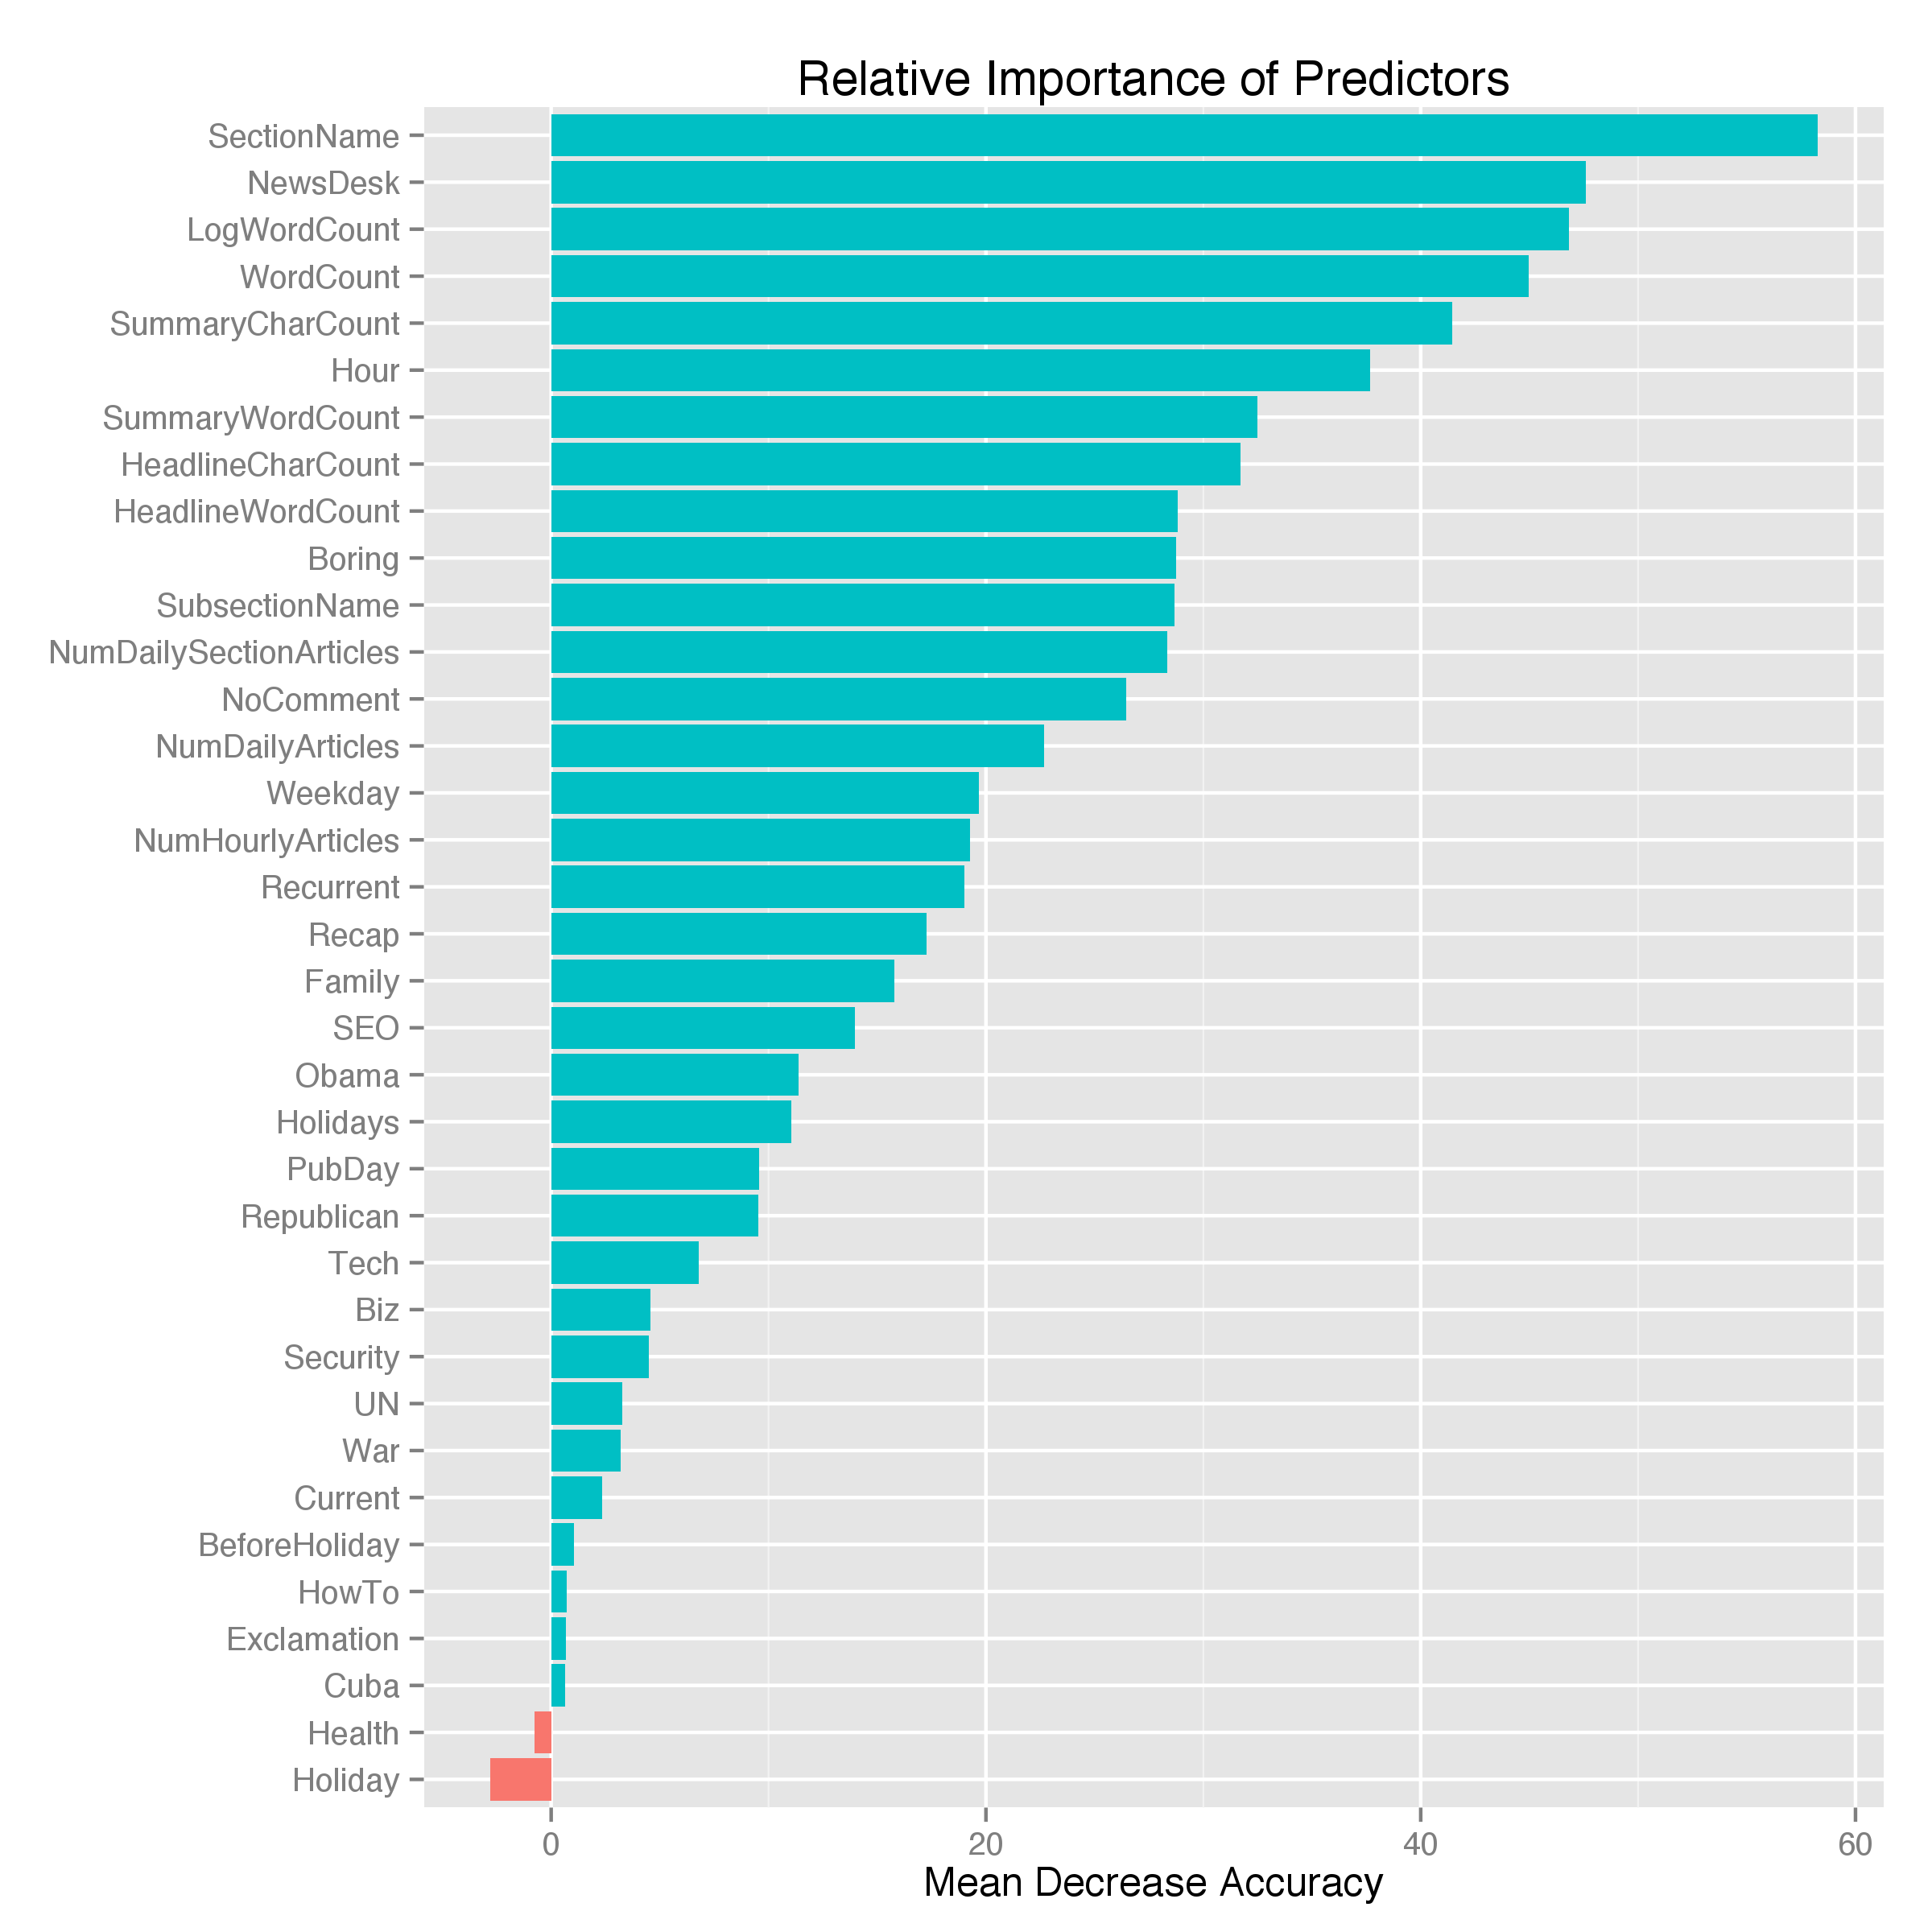 Relative Importance of Predictors
SectionName
NewsDesk
LogWordCount
WordCount
SummaryCharCount
Hour
SummaryWordCount
HeadlineCharCount
HeadlineWordCount
Boring
SubsectionName
NumDailySectionArticles
NoComment
NumDailyArticles
Weekday
NumHourlyArticles
Recurrent
Recap
Family
SEO
Obama
Holidays
PubDay
Republican
Tech
Biz
Security
UN
War
Current
BeforeHoliday
HowTo
Exclamation
Cuba
Health
Holiday
0 20 40 60
Mean Decrease Accuracy